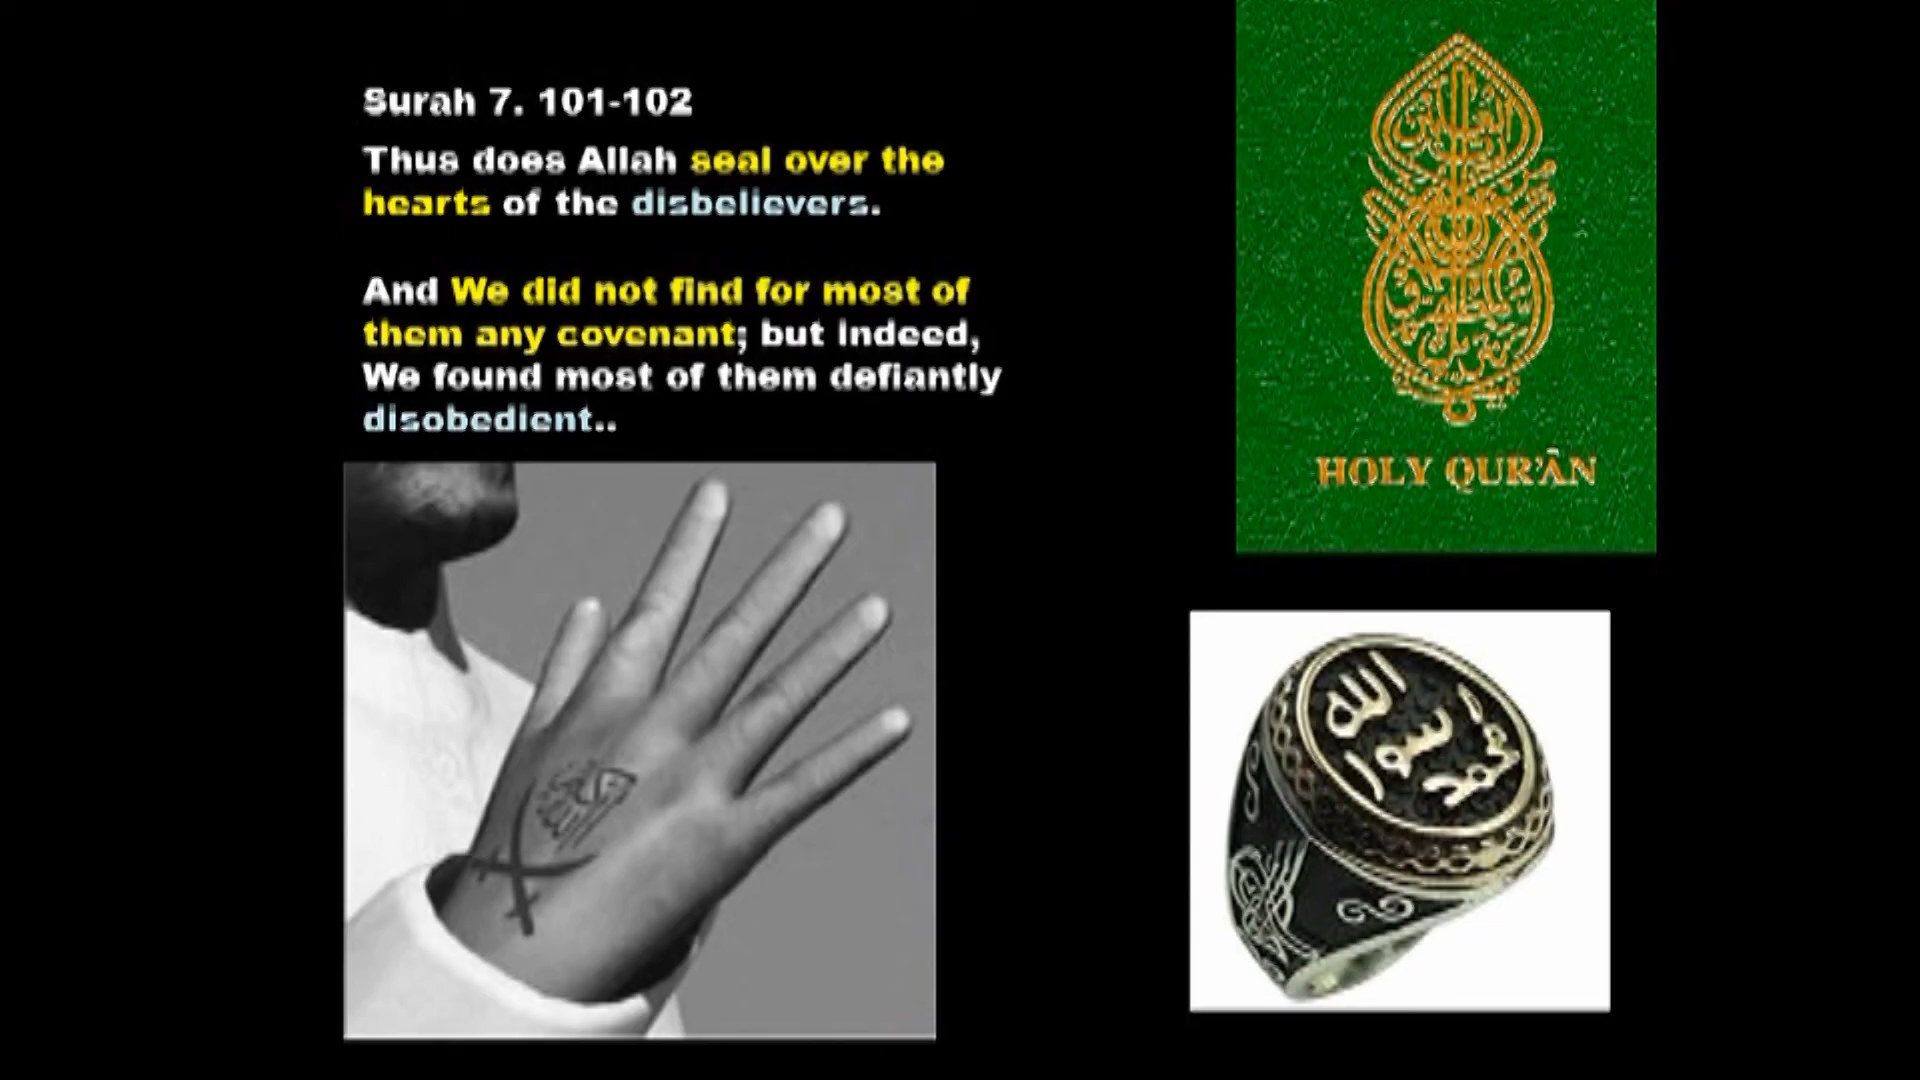 Surah 7. 101-102
Thus does Allah seal over the
hearts of the disbelievers.
And We did not find for most of
them any covenant; but indeed,
We found most of them defiantly
disobedient..
HOLY QUR'ĀN
الله
رسول
محمد